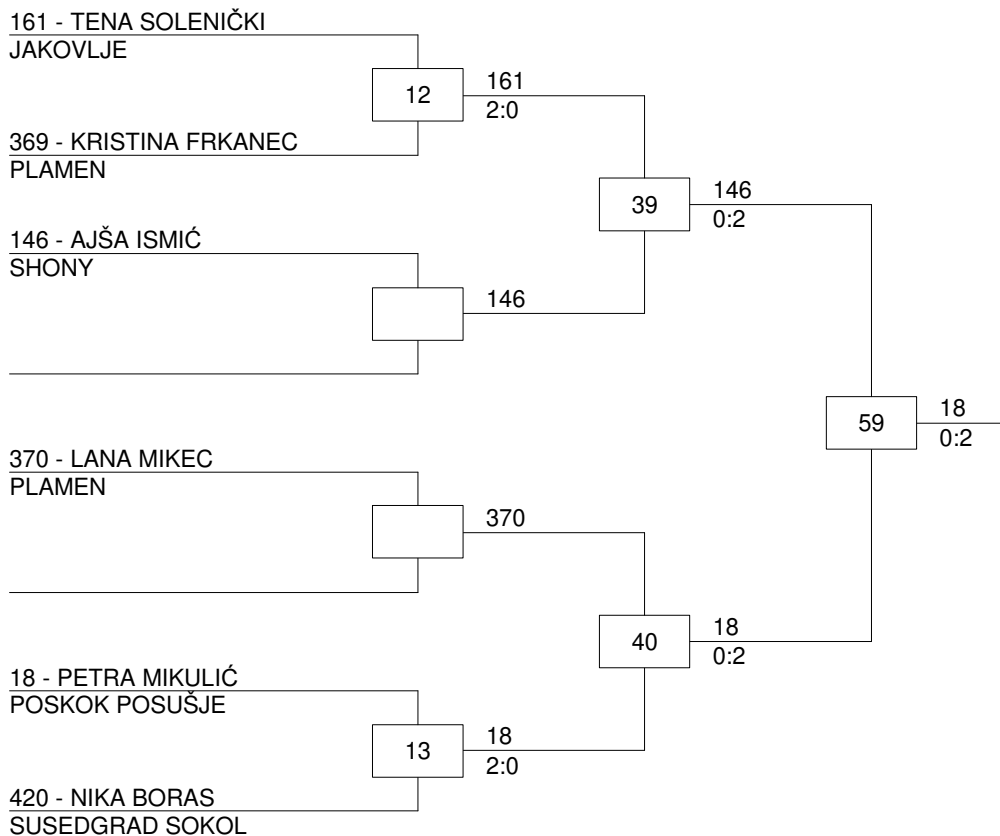 161 - TENA SOLENIČKI
JAKOVLJE
12
161
2:0
369 - KRISTINA FRKANEC
PLAMEN
39
146
0:2
146 - AJŠA ISMIĆ
SHONY
146
59
18
0:2
370 - LANA MIKEC
PLAMEN
370
40
18
0:2
18 - PETRA MIKULIĆ
POSKOK POSUŠJE
13
18
2:0
420 - NIKA BORAS
SUSEDGRAD SOKOL